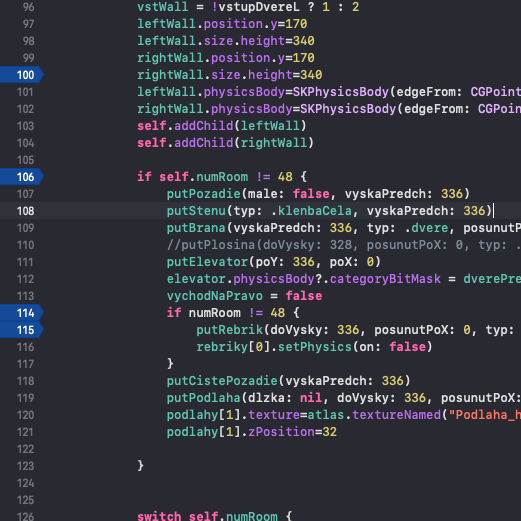 96 vstWall = !vstupDvereL ? 1 : 2
97 leftWall.position.y=170
98 leftWall.size.height=340
99 rightWall.position.y=170
100 rightWall.size.height=340
101 leftWall.physicsBody=SKPhysicsBody(edgeFrom: CGPoint
102 rightWall.physicsBody=SKPhysicsBody(edgeFrom: CGPoin
103 self.addChild(leftWall)
104 self.addChild(rightWall)
105
106 if self.numRoom != 48 {
107 putPozadie(male: false, vyskaPredch: 336)
108 putStenu(typ: .klenbaCela, vyskaPredch: 336)
109 putBrana(vyskaPredch: 336, typ: .dvere, posunutP
110 //putPlosina(doVysky: 328, posunutPoX: 0, typ: .
111 putElevator(poY: 336, poX: 0)
112 elevator.physicsBody?.categoryBitMask = dverePre
113 vychodNaPravo = false
114 if numRoom != 48 {
115 putRebrik(doVysky: 336, posunutPoX: 0, typ:
116 rebriky[0].setPhysics(on: false)
117 }
118 putCistePozadie(vyskaPredch: 336)
119 putPodlaha(dlzka: nil, doVysky: 336, posunutPoX:
120 podlahy[1].texture=atlas.textureNamed("Podlaha_h
121 podlahy[1].zPosition=32
122
123 }
124
125
126 switch self.numRoom {